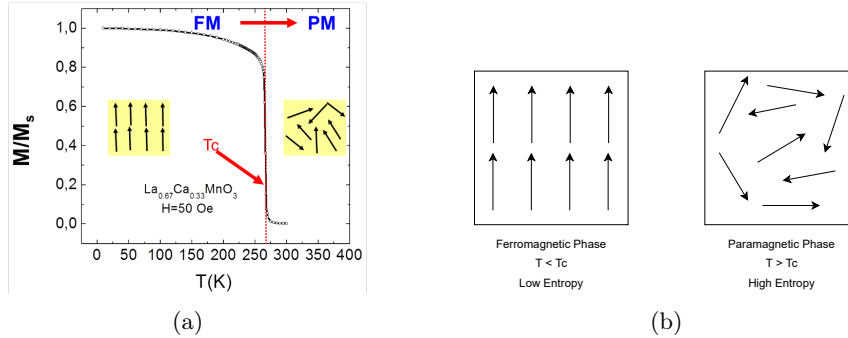 FM PM
1,0
0,8
0,6
0,4
0,2
0,0
M/Ms
Tc
La0.67Ca0.33MnO3
H=50 Oe
0 50 100 150 200 250 300 350 400
T(K)
(a)
Ferromagnetic Phase
T < Tc
Low Entropy
Paramagnetic Phase
T > Tc
High Entropy
(b)